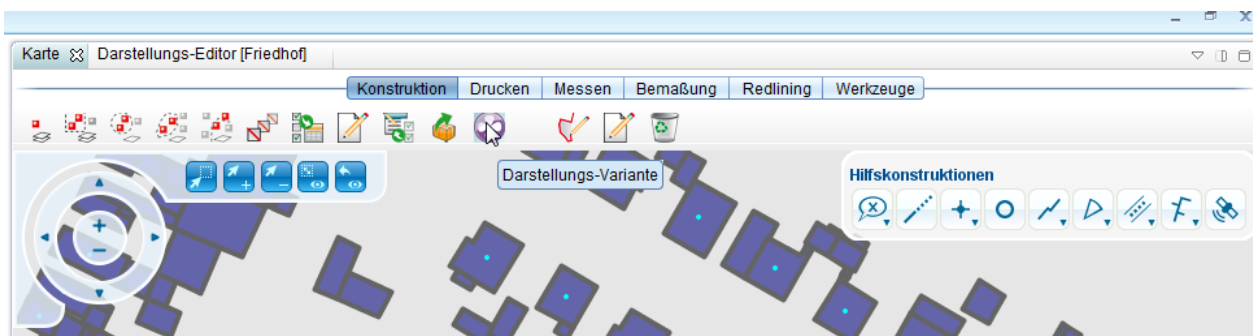 Karte Darstellungs-Editor [Friedhof]
Konstruktion Drucken Messen Bemaßung Redlining Werkzeuge
Darstellungs-Variante
Hilfskonstruktionen